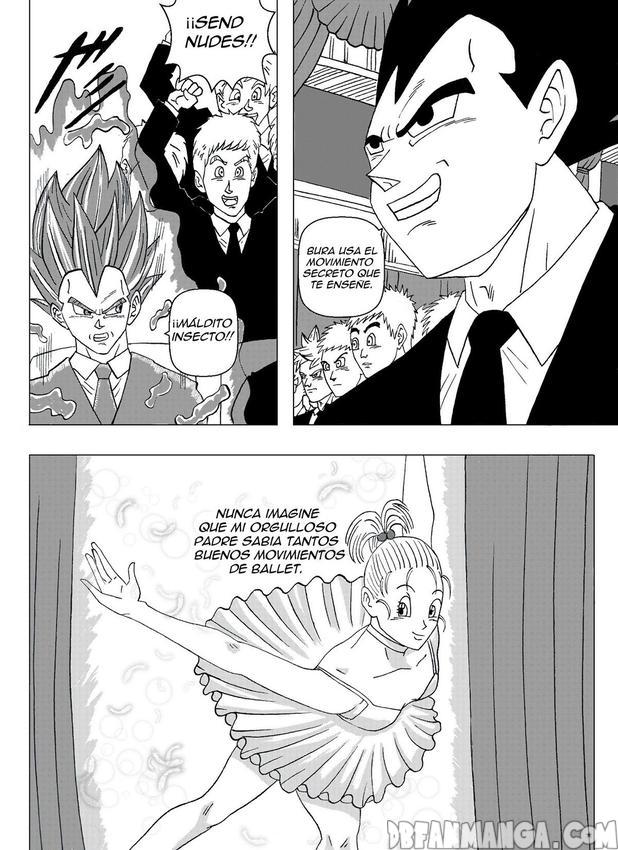 ¡¡SEND
NUDES!!
¡¡MÁLDITO
INSECTO!!
BURA USA EL
MOVIMIENTO
SECRETO QUE
TE ENSEÑE.
NUNCA IMAGINE
QUE MI ORGULLOSO
PADRE SABIA TANTOS
BUENOS MOVIMIENTOS
DE BALLET.
DBFANMANGA.COM